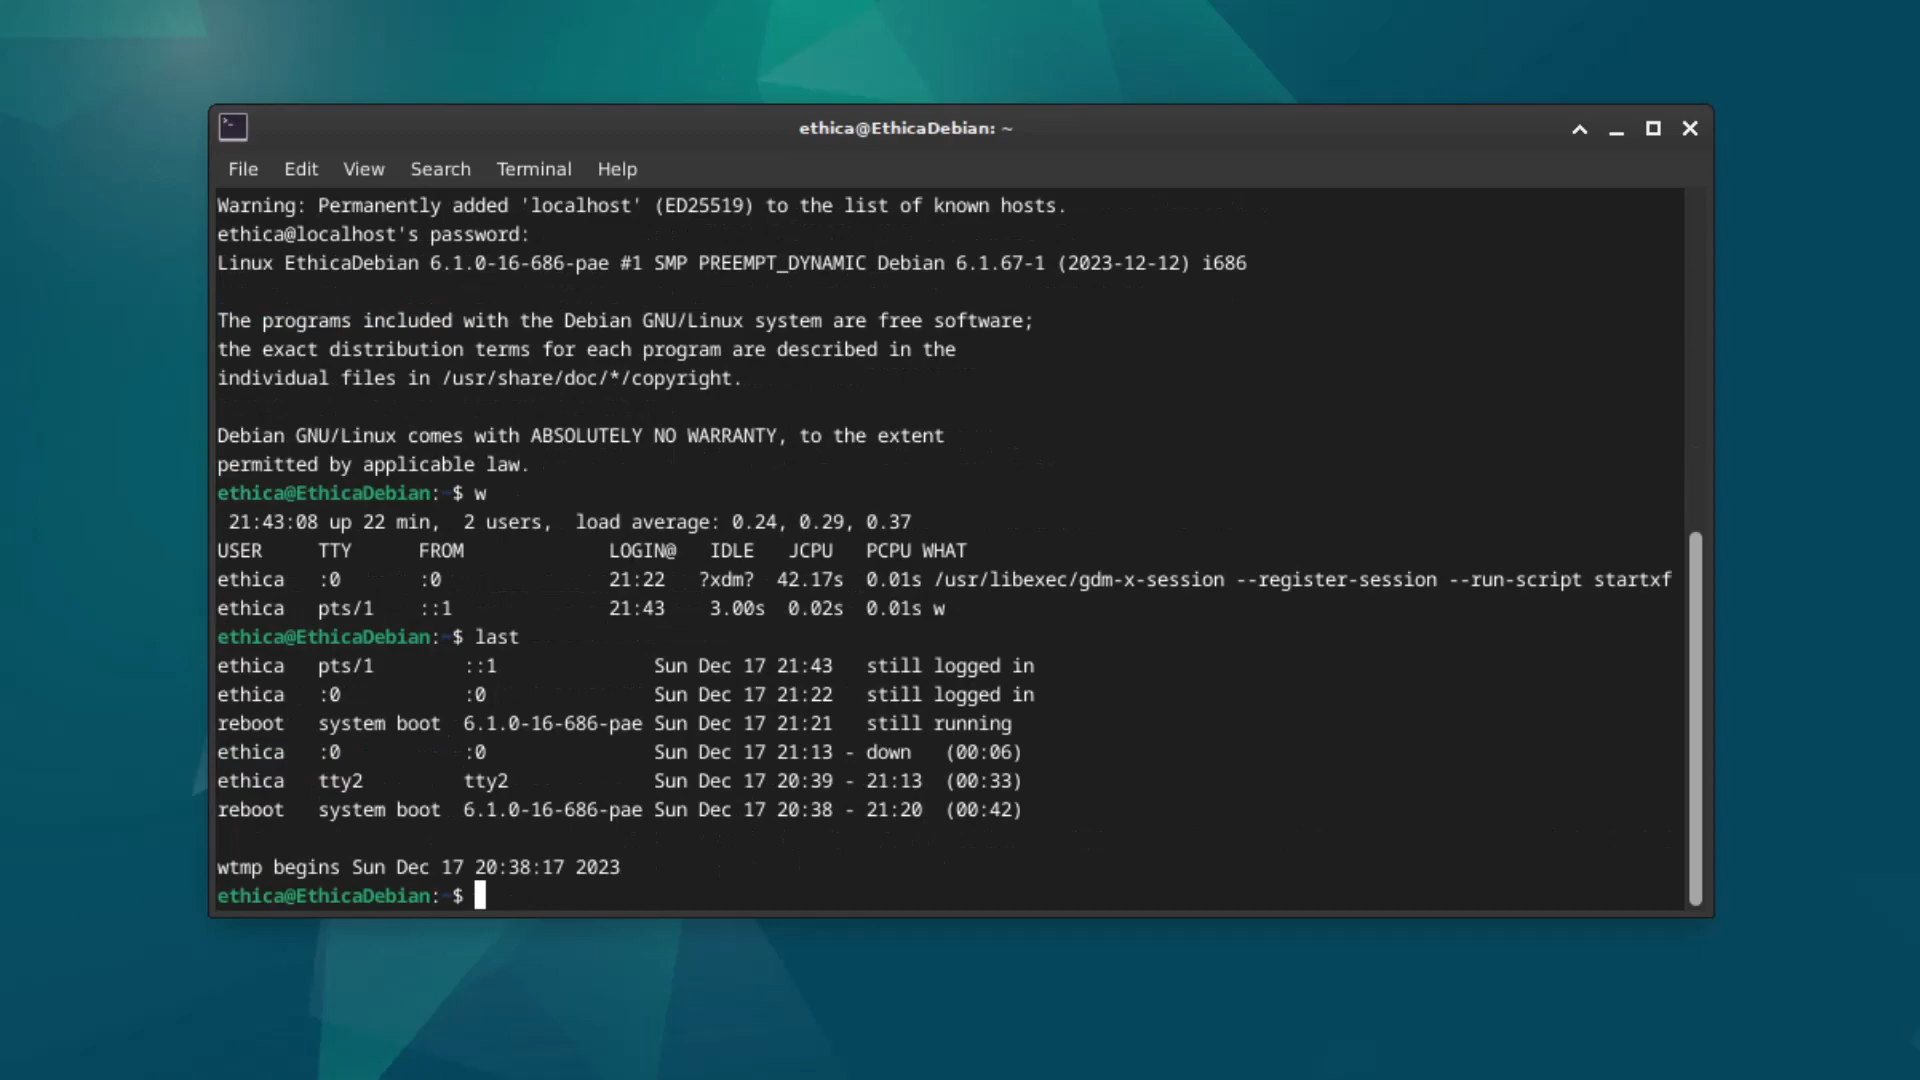 ethica@EthicaDebian: ~
File Edit View Search Terminal Help
Warning: Permanently added 'localhost' (ED25519) to the list of known hosts.
ethica@localhost's password:
Linux EthicaDebian 6.1.0-16-686-pae #1 SMP PREEMPT_DYNAMIC Debian 6.1.67-1 (2023-12-12) i686
The programs included with the Debian GNU/Linux system are free software;
the exact distribution terms for each program are described in the
individual files in /usr/share/doc/*/copyright.
Debian GNU/Linux comes with ABSOLUTELY NO WARRANTY, to the extent
permitted by applicable law.
ethica@EthicaDebian:~$ w
21:43:08 up 22 min,  2 users,  load average: 0.24, 0.29, 0.37
USER     TTY      FROM             LOGIN@   IDLE   JCPU   PCPU WHAT
ethica   :0       :0               21:22   ?xdm?  42.17s  0.01s /usr/libexec/gdm-x-session --register-session --run-script startxf
ethica   pts/1    ::1              21:43    3.00s  0.02s  0.01s w
ethica@EthicaDebian:~$ last
ethica   pts/1        ::1              Sun Dec 17 21:43   still logged in
ethica   :0           :0               Sun Dec 17 21:22   still logged in
reboot   system boot  6.1.0-16-686-pae Sun Dec 17 21:21   still running
ethica   :0           :0               Sun Dec 17 21:13 - down   (00:06)
ethica   tty2         tty2             Sun Dec 17 20:39 - 21:13  (00:33)
reboot   system boot  6.1.0-16-686-pae Sun Dec 17 20:38 - 21:20  (00:42)
wtmp begins Sun Dec 17 20:38:17 2023
ethica@EthicaDebian:~$